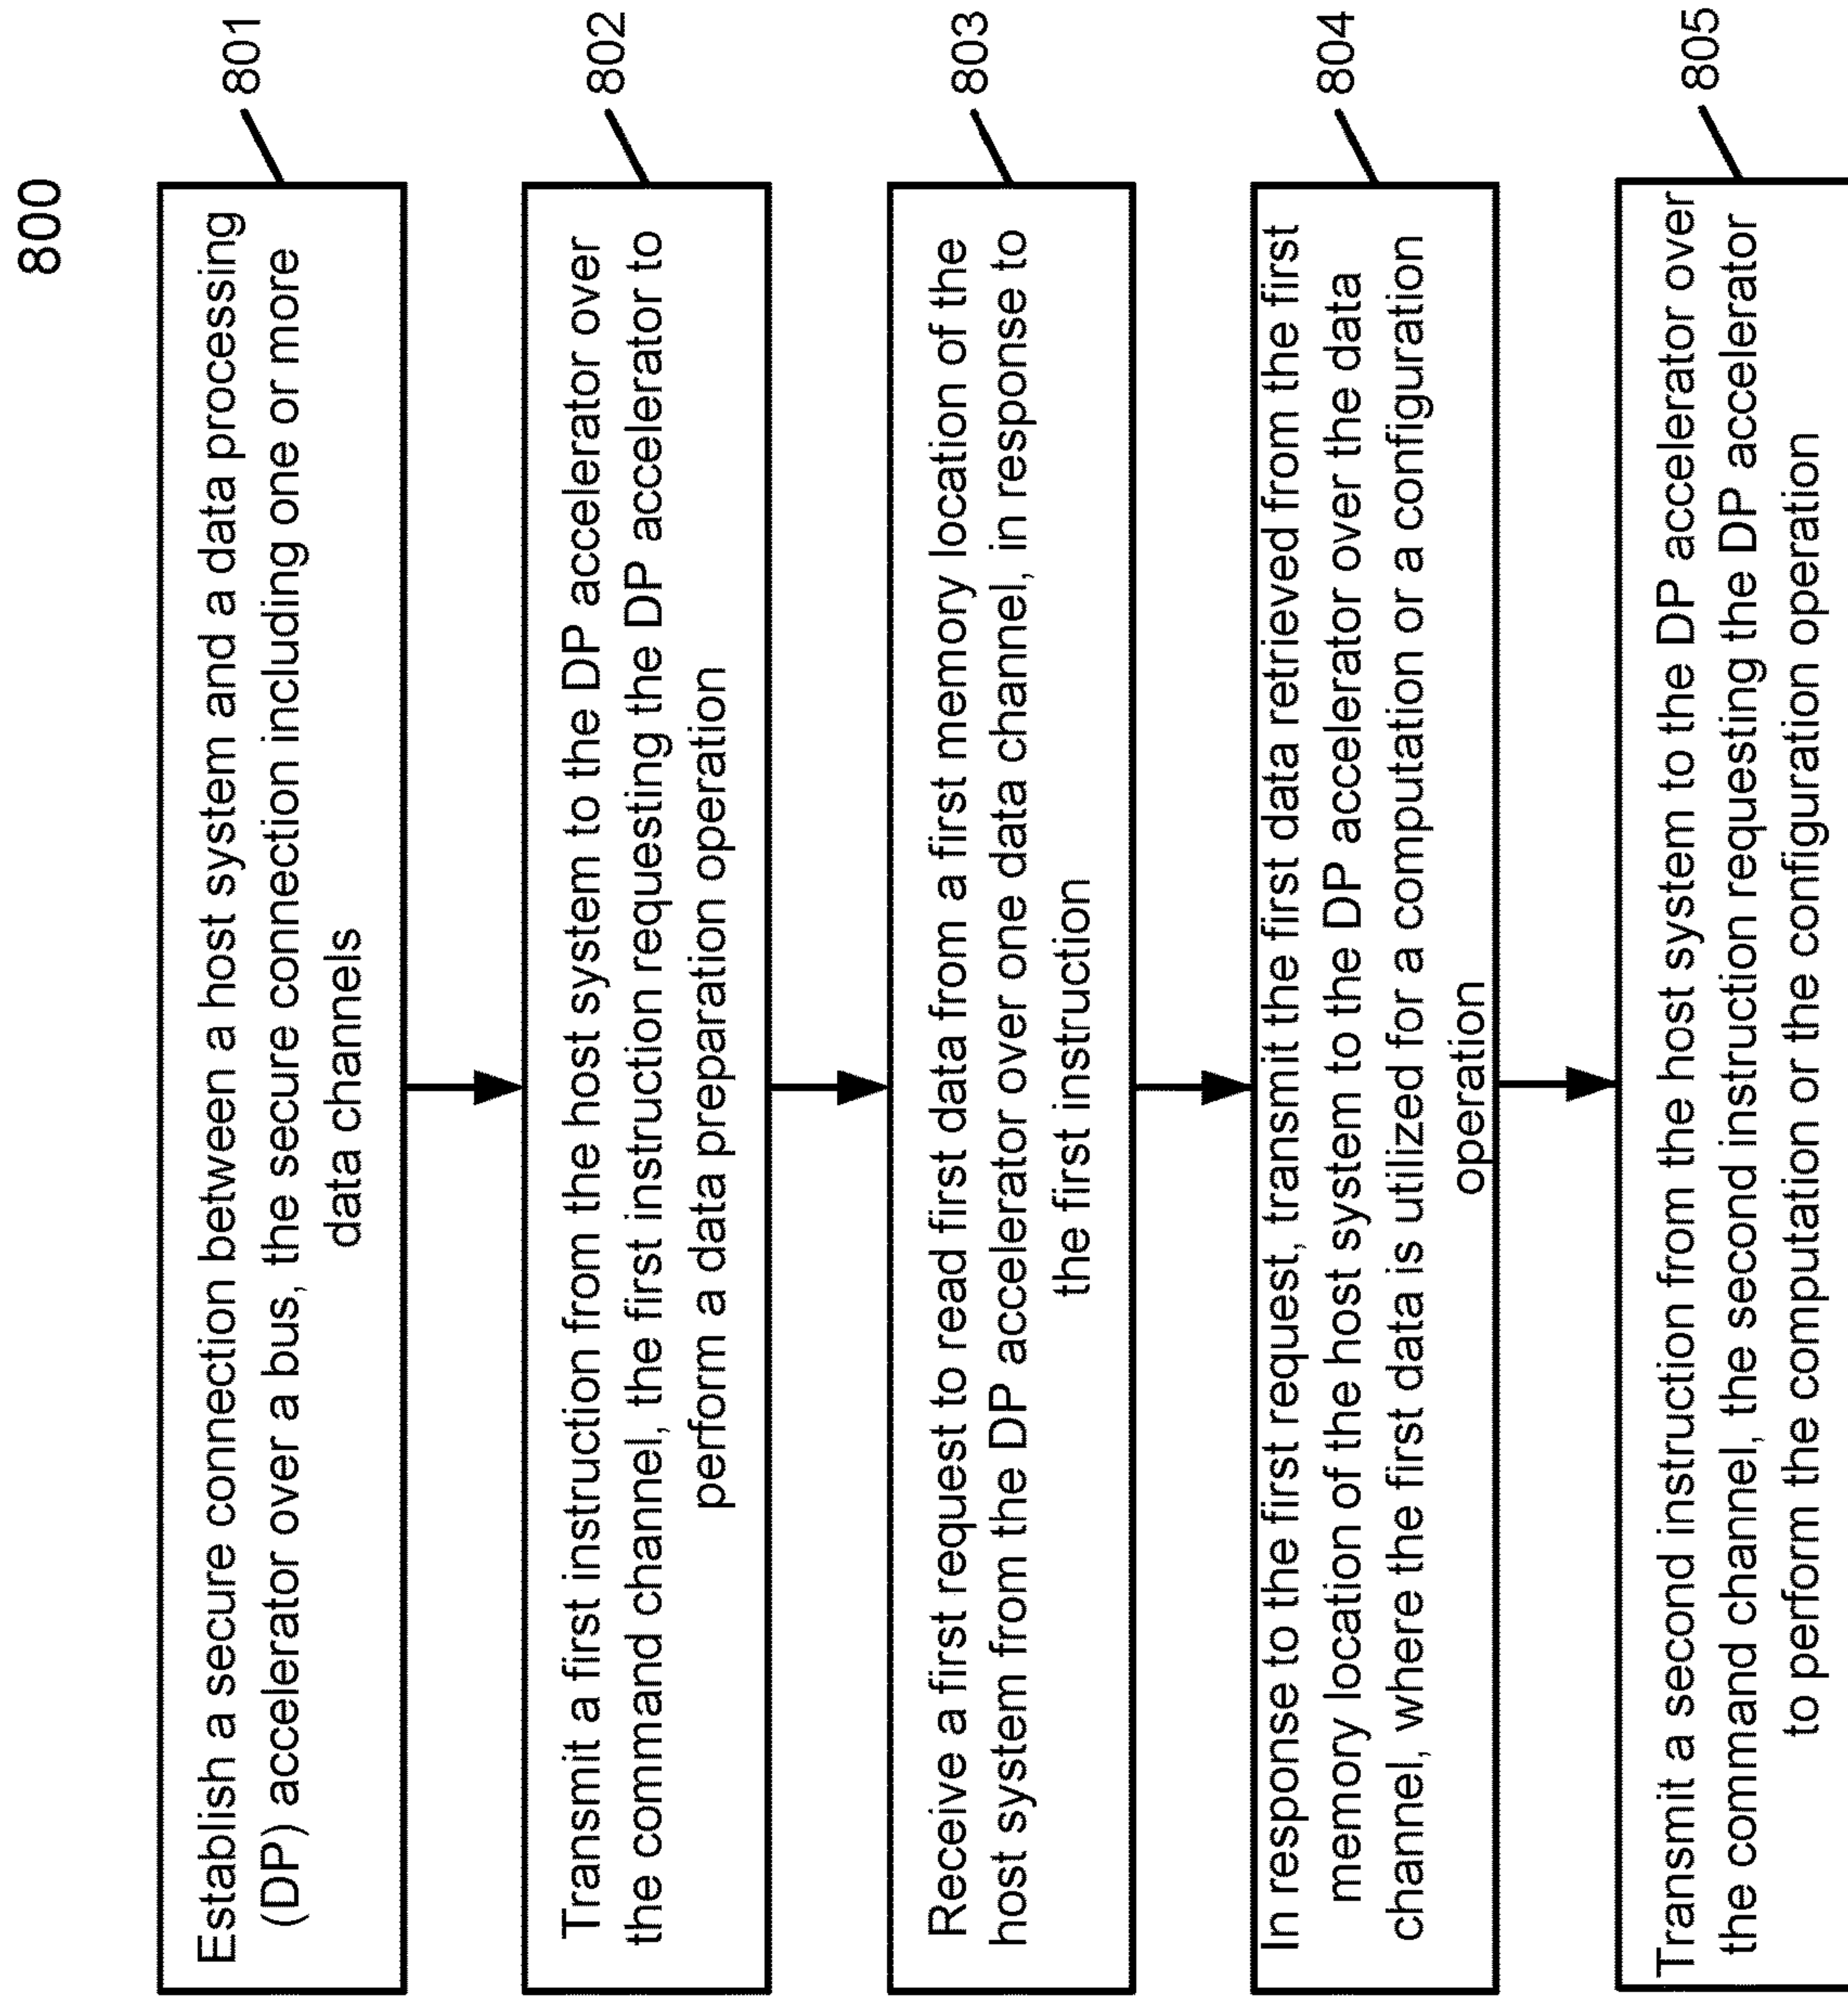 800
Establish a secure connection between a host system and a data processing
(DP) accelerator over a bus, the secure connection including one or more
data channels
801
Transmit a first instruction from the host system to the DP accelerator over
the command channel, the first instruction requesting the DP accelerator to
perform a data preparation operation
802
Receive a first request to read first data from a first memory location of the
host system from the DP accelerator over one data channel, in response to
the first instruction
803
In response to the first request, transmit the first data retrieved from the first
memory location of the host system to the DP accelerator over the data
channel, where the first data is utilized for a computation or a configuration
operation
804
Transmit a second instruction from the host system to the DP accelerator over
the command channel, the second instruction requesting the DP accelerator
to perform the computation or the configuration operation
805